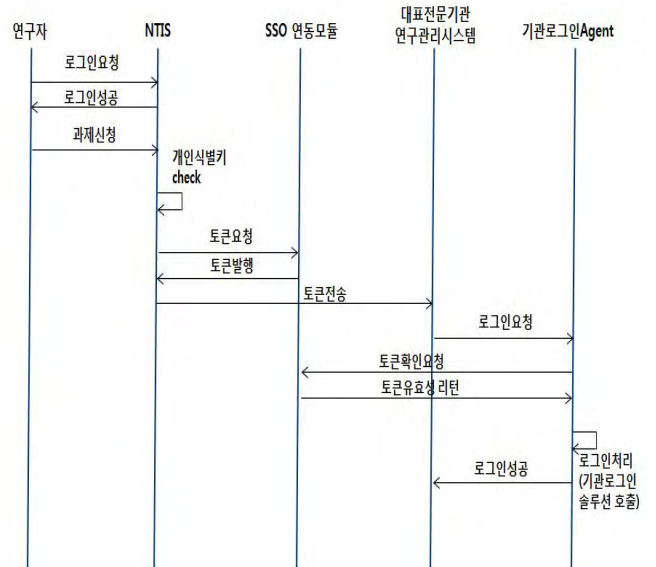 연구자
NTIS
SSO 연동모듈
대표전문기관
연구관리시스템
기관로그인Agent
로그인요청
로그인성공
과제신청
개인식별키
check
토큰요청
토큰발행
토큰전송
로그인요청
토큰확인요청
토큰유효성 리턴
로그인처리
(기관로그인
솔루션 호출)
로그인성공